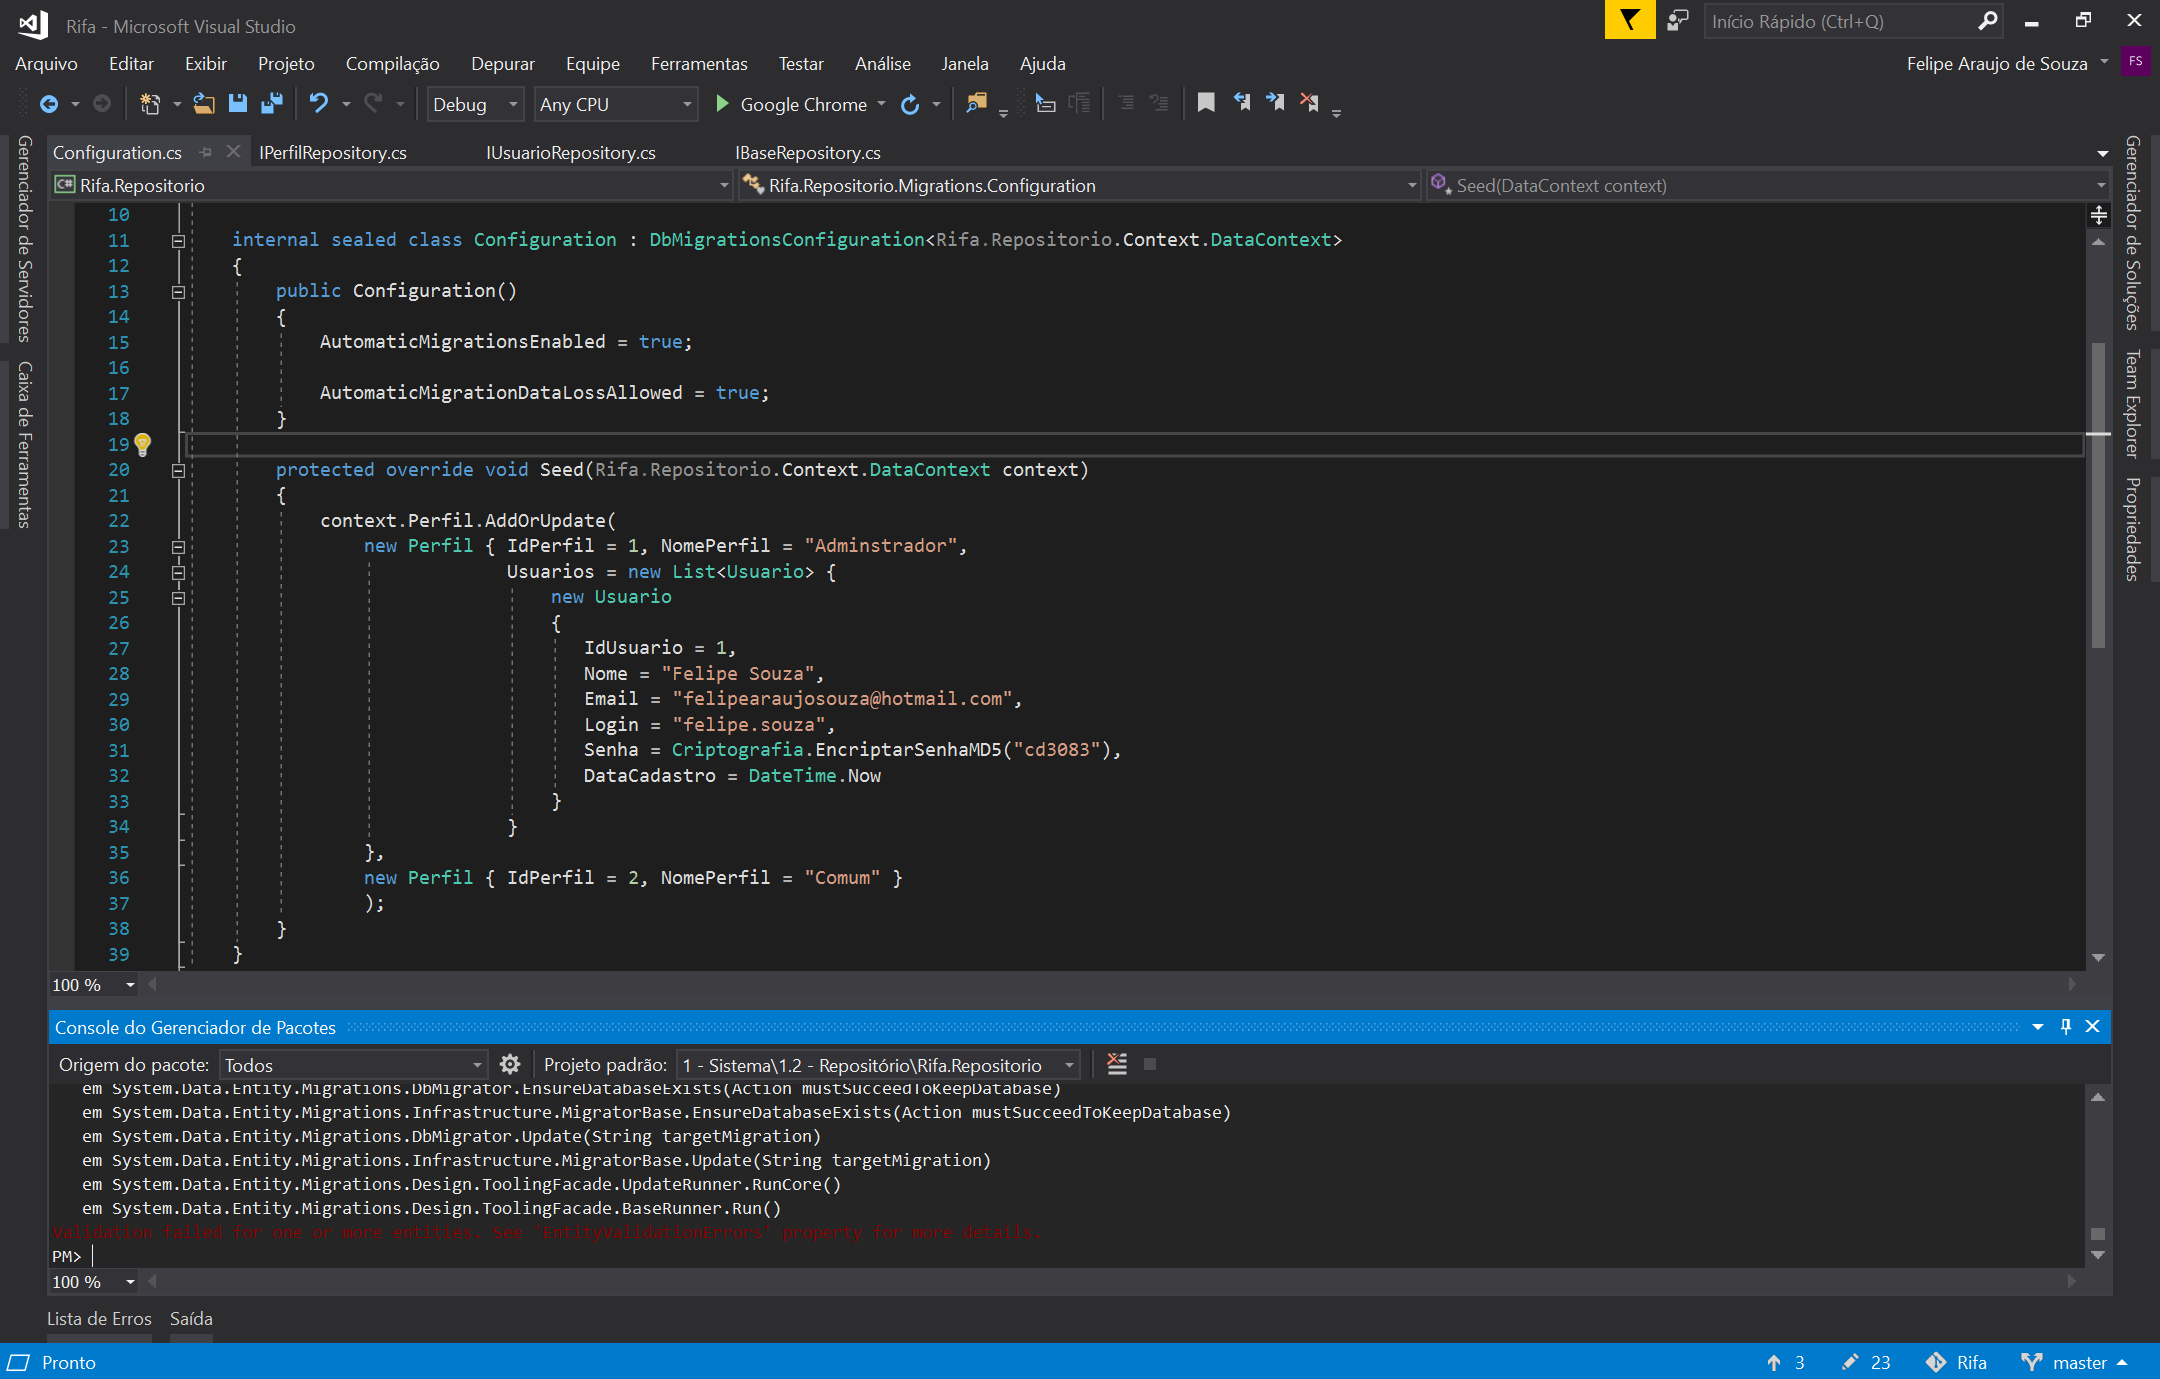 Rifa - Microsoft Visual Studio
Início Rápido (Ctrl+Q)
Arquivo Editar Exibir Projeto Compilação Depurar Equipe Ferramentas Testar Análise Janela Ajuda
Felipe Araujo de Souza FS
Debug Any CPU Google Chrome
Gerenciador de Servidores
Caixa de Ferramentas
Configuration.cs IPerfilRepository.cs IUsuarioRepository.cs IBaseRepository.cs
C# Rifa.Repositorio Rifa.Repositorio.Migrations.Configuration Seed(DataContext context)
10
11 internal sealed class Configuration : DbMigrationsConfiguration<Rifa.Repositorio.Context.DataContext>
12 {
13 public Configuration()
14 {
15 AutomaticMigrationsEnabled = true;
16
17 AutomaticMigrationDataLossAllowed = true;
18 }
19
20 protected override void Seed(Rifa.Repositorio.Context.DataContext context)
21 {
22 context.Perfil.AddOrUpdate(
23 new Perfil { IdPerfil = 1, NomePerfil = "Adminstrador",
24 Usuarios = new List<Usuario> {
25 new Usuario
26 {
27 IdUsuario = 1,
28 Nome = "Felipe Souza",
29 Email = "felipearaujosouza@hotmail.com",
30 Login = "felipe.souza",
31 Senha = Criptografia.EncriptarSenhaMD5("cd3083"),
32 DataCadastro = DateTime.Now
33 }
34 }
35 },
36 new Perfil { IdPerfil = 2, NomePerfil = "Comum" }
37 );
38 }
39 }
100 %
Gerenciador de Soluções
Team Explorer
Propriedades
Console do Gerenciador de Pacotes
Origem do pacote: Todos Projeto padrão: 1 - Sistema\1.2 - Repositório\Rifa.Repositorio
em System.Data.Entity.Migrations.DbMigrator.EnsureDatabaseExists(Action mustSucceedToKeepDatabase)
em System.Data.Entity.Migrations.Infrastructure.MigratorBase.EnsureDatabaseExists(Action mustSucceedToKeepDatabase)
em System.Data.Entity.Migrations.DbMigrator.Update(String targetMigration)
em System.Data.Entity.Migrations.Infrastructure.MigratorBase.Update(String targetMigration)
em System.Data.Entity.Migrations.Design.ToolingFacade.UpdateRunner.RunCore()
em System.Data.Entity.Migrations.Design.ToolingFacade.BaseRunner.Run()
Validation failed for one or more entities. See 'EntityValidationErrors' property for more details.
PM>
100 %
Lista de Erros Saída
Pronto 3 23 Rifa master